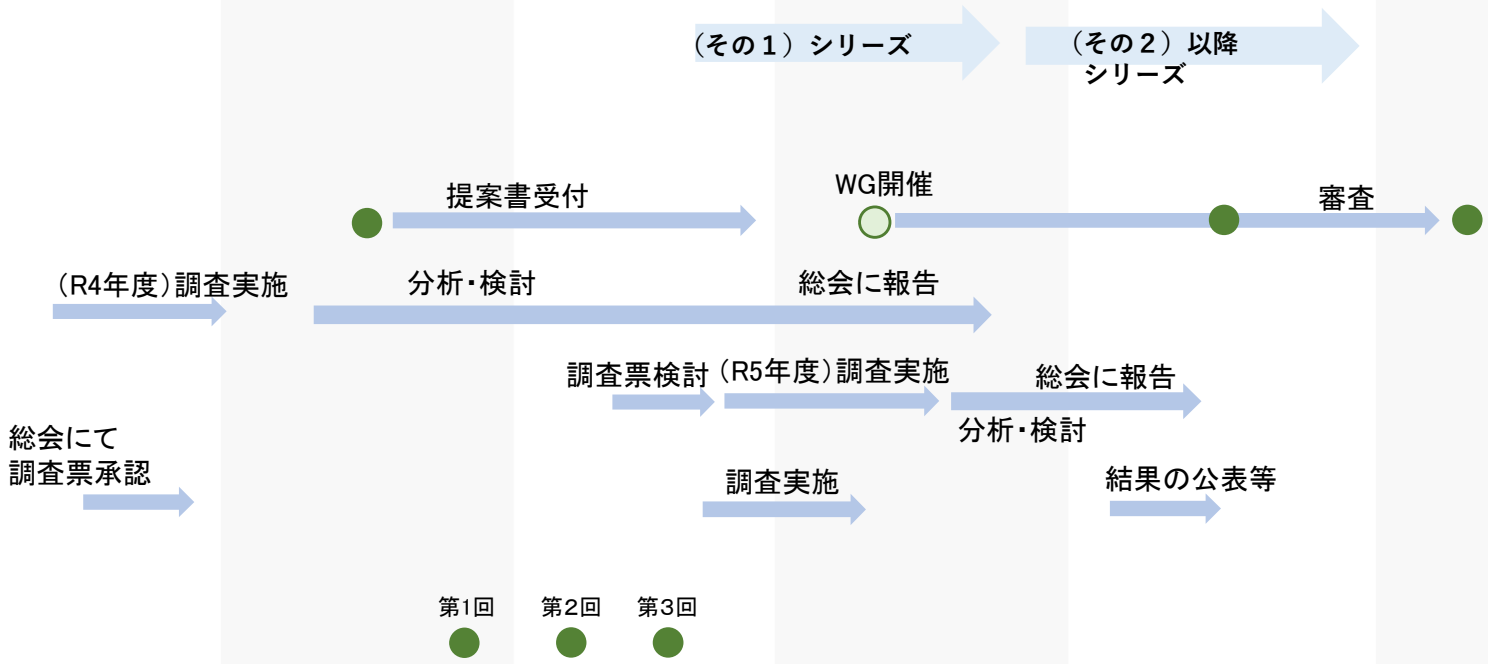 （その１）シリーズ
（その２）以降
シリーズ
提案書受付
WG開催
審査
（R4年度）調査実施
分析・検討
総会に報告
調査票検討
（R5年度）調査実施
総会に報告
分析・検討
総会にて
調査票承認
調査実施
結果の公表等
第1回
第2回
第3回